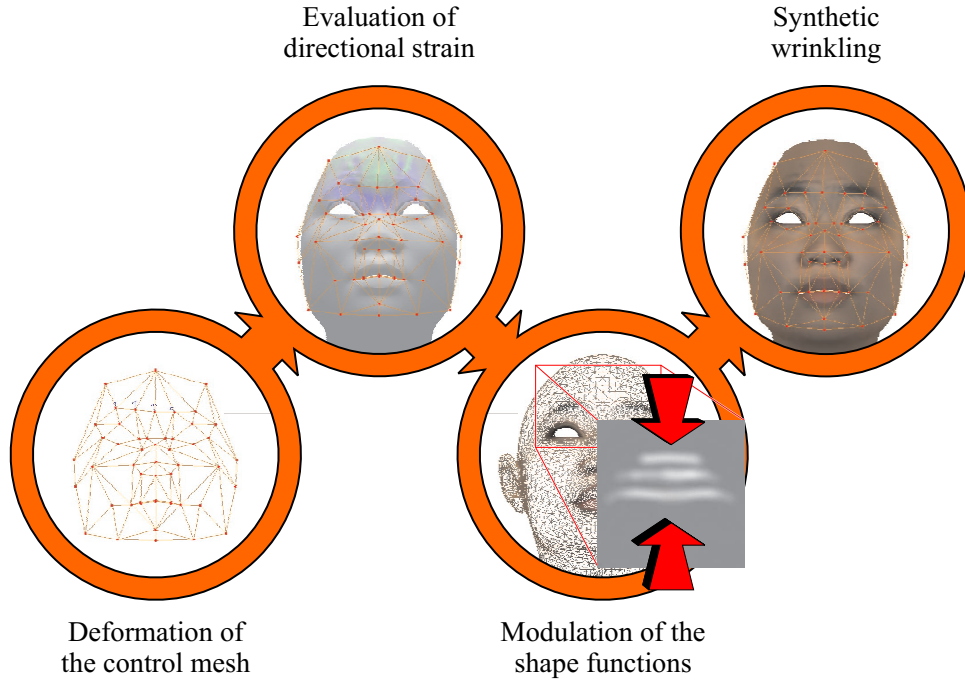 Evaluation of
directional strain
Synthetic
wrinkling
Deformation of
the control mesh
Modulation of the
shape functions